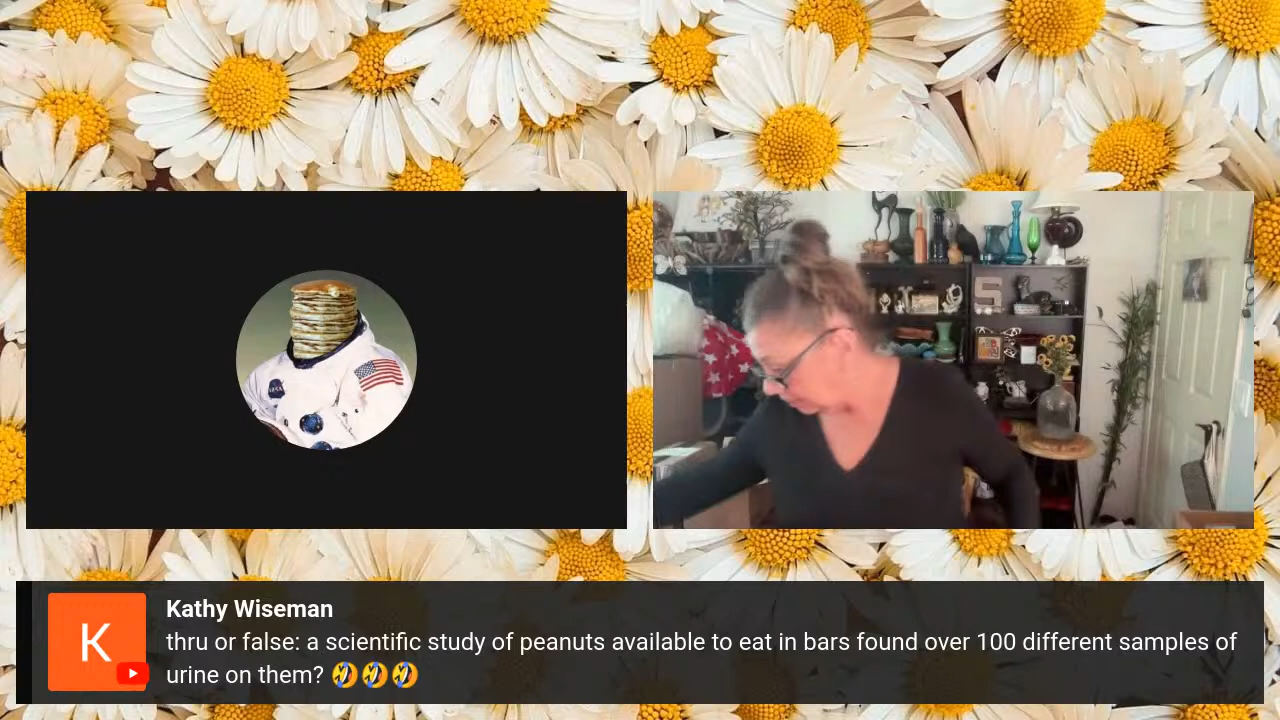 S
K
Kathy Wiseman
thru or false: a scientific study of peanuts available to eat in bars found over 100 different samples of
urine on them? 🤣🤣🤣